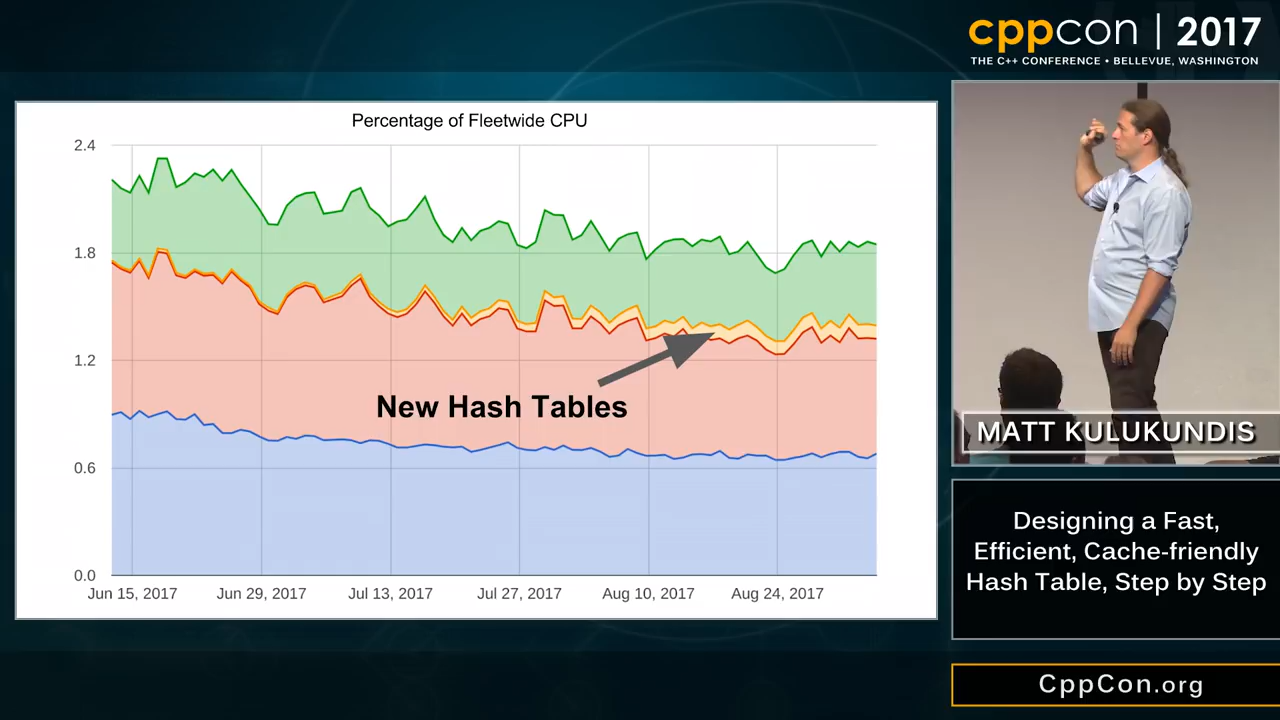 cppcon | 2017
THE C++ CONFERENCE • BELLEVUE, WASHINGTON
Percentage of Fleetwide CPU
2.4
1.8
1.2
0.6
0.0
New Hash Tables
Jun 15, 2017
Jun 29, 2017
Jul 13, 2017
Jul 27, 2017
Aug 10, 2017
Aug 24, 2017
MATT KULUKUNDIS
Designing a Fast,
Efficient, Cache-friendly
Hash Table, Step by Step
CppCon.org